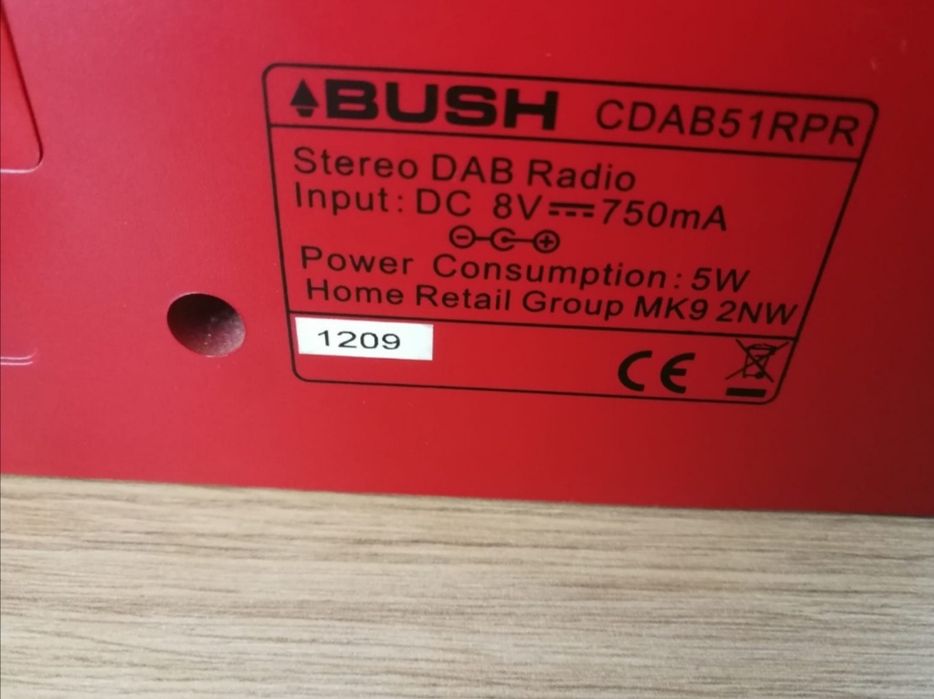 BUSH CDAB51RPR
Stereo DAB Radio
Input: DC 8V⎓750mA
Power Consumption: 5W
Home Retail Group MK9 2NW
1209
CE